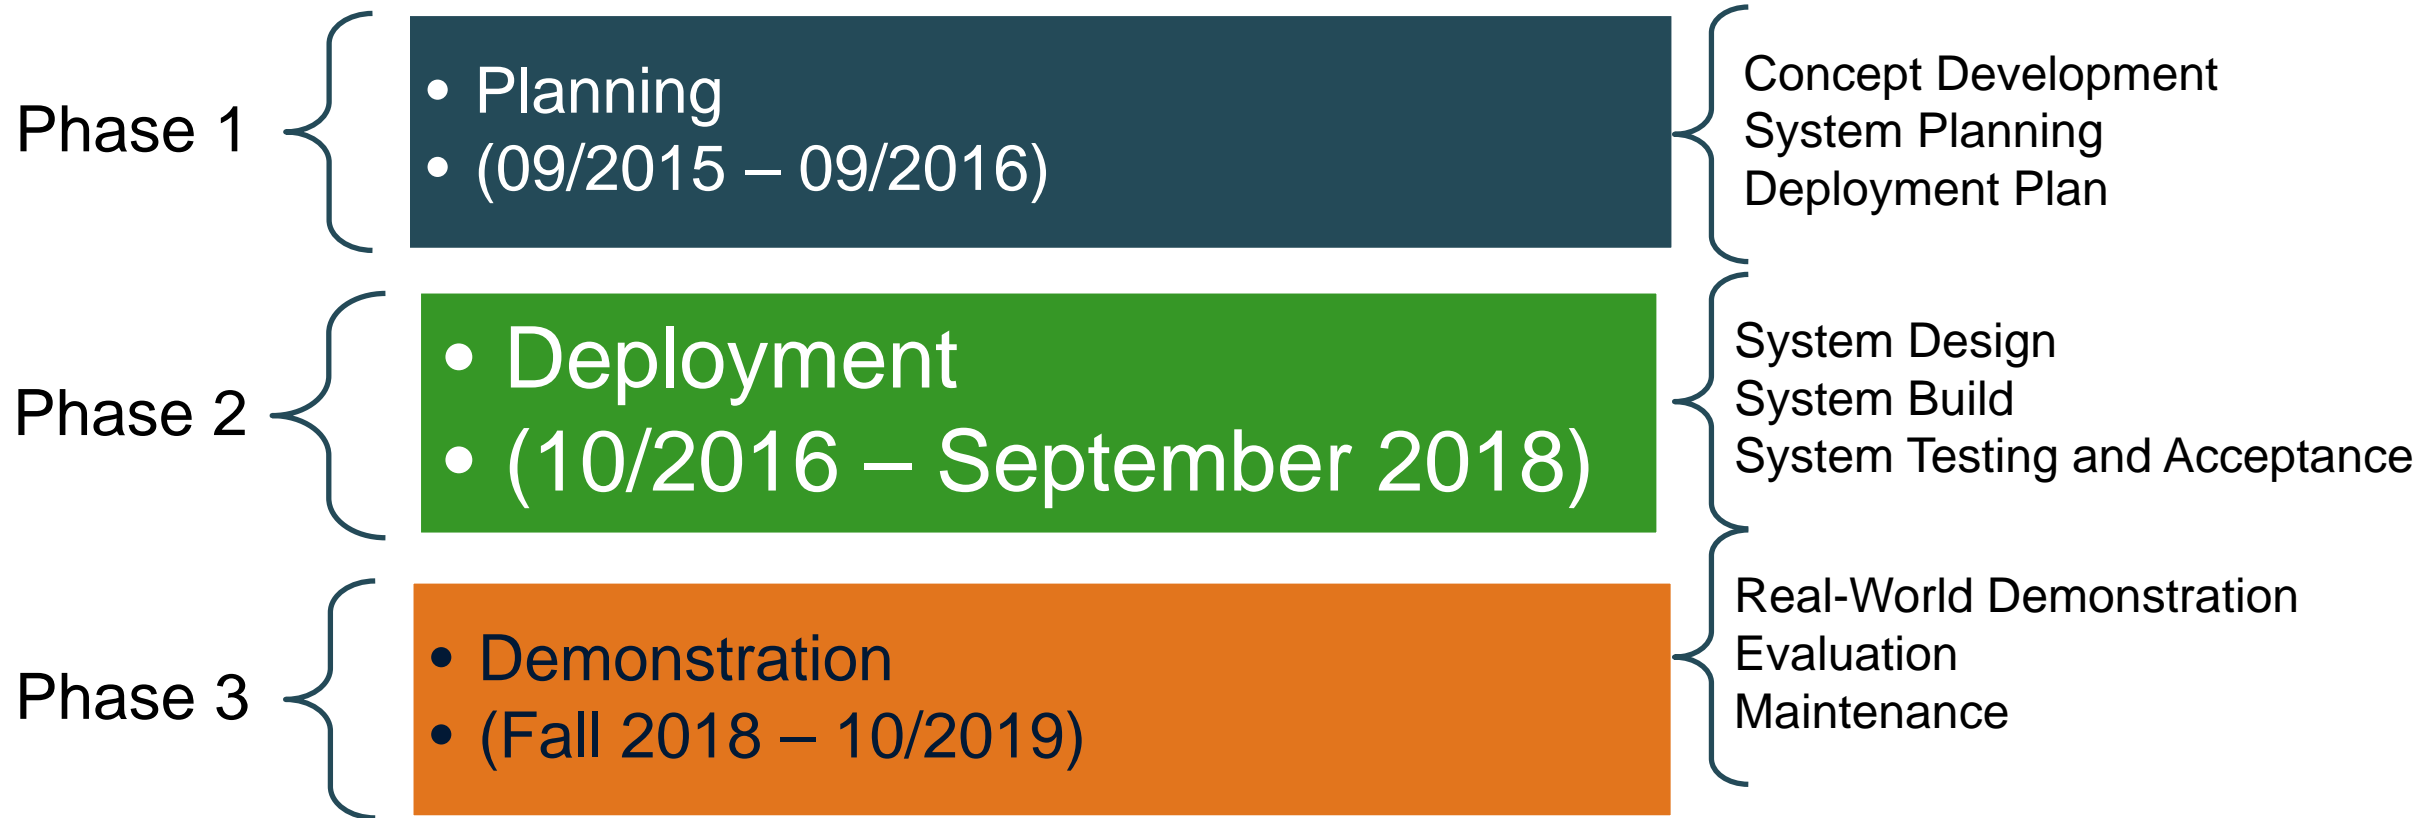 Phase 1
• Planning
• (09/2015 – 09/2016)
Concept Development
System Planning
Deployment Plan
Phase 2
• Deployment
• (10/2016 – September 2018)
System Design
System Build
System Testing and Acceptance
Phase 3
• Demonstration
• (Fall 2018 – 10/2019)
Real-World Demonstration
Evaluation
Maintenance